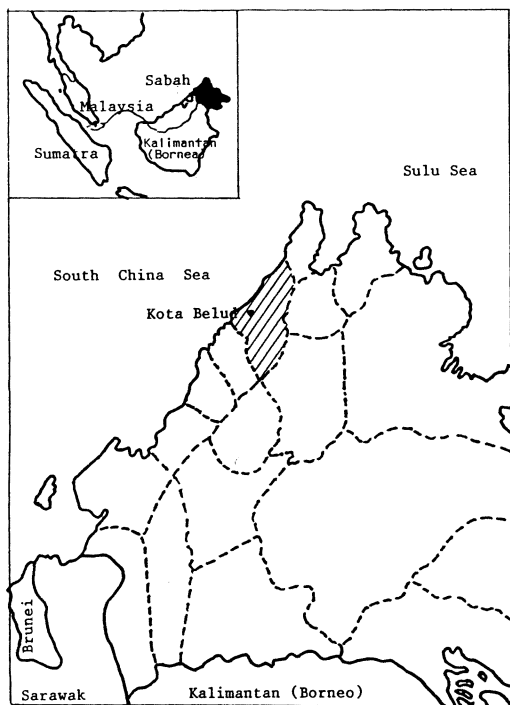 Sabah
Malaysia
Kalimantan
(Borneo)
Sumatra
Sulu Sea
South China Sea
Kota Belud
Brunei
Sarawak
Kalimantan (Borneo)